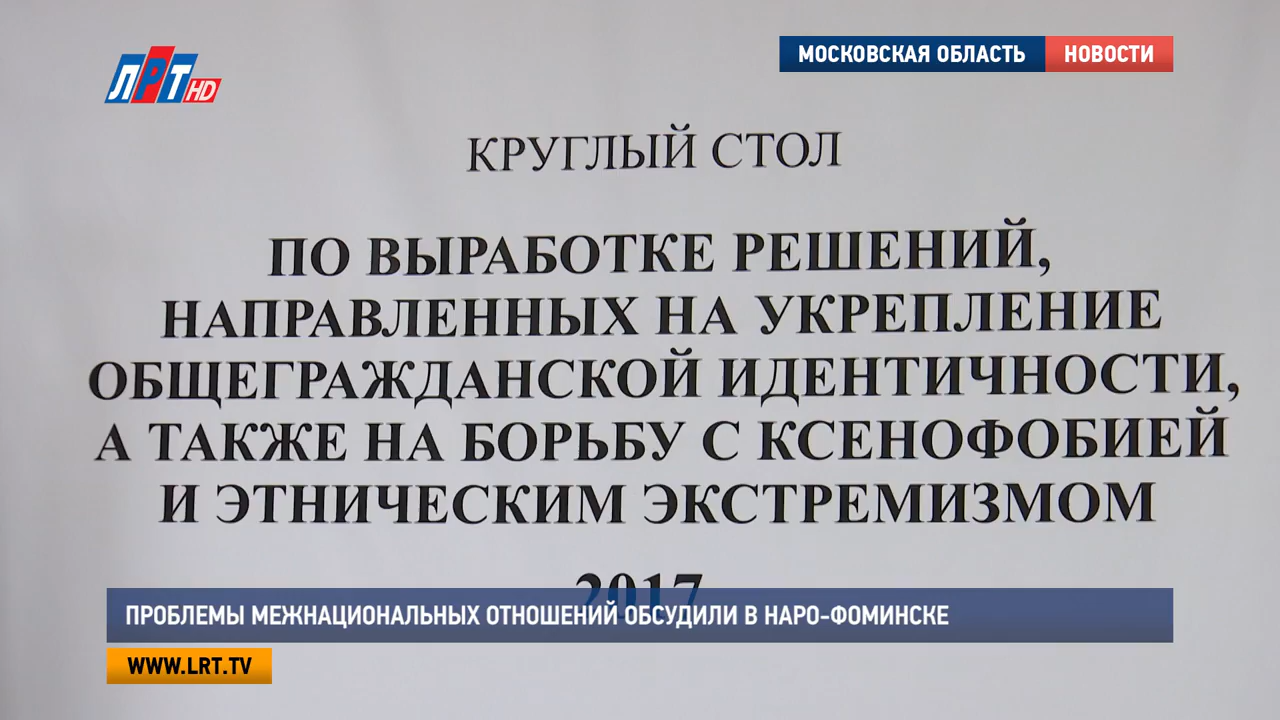 ЛРТ HD
МОСКОВСКАЯ ОБЛАСТЬ НОВОСТИ
КРУГЛЫЙ СТОЛ
ПО ВЫРАБОТКЕ РЕШЕНИЙ,
НАПРАВЛЕННЫХ НА УКРЕПЛЕНИЕ
ОБЩЕГРАЖДАНСКОЙ ИДЕНТИЧНОСТИ,
А ТАКЖЕ НА БОРЬБУ С КСЕНОФОБИЕЙ
И ЭТНИЧЕСКИМ ЭКСТРЕМИЗМОМ
2017
ПРОБЛЕМЫ МЕЖНАЦИОНАЛЬНЫХ ОТНОШЕНИЙ ОБСУДИЛИ В НАРО-ФОМИНСКЕ
WWW.LRT.TV